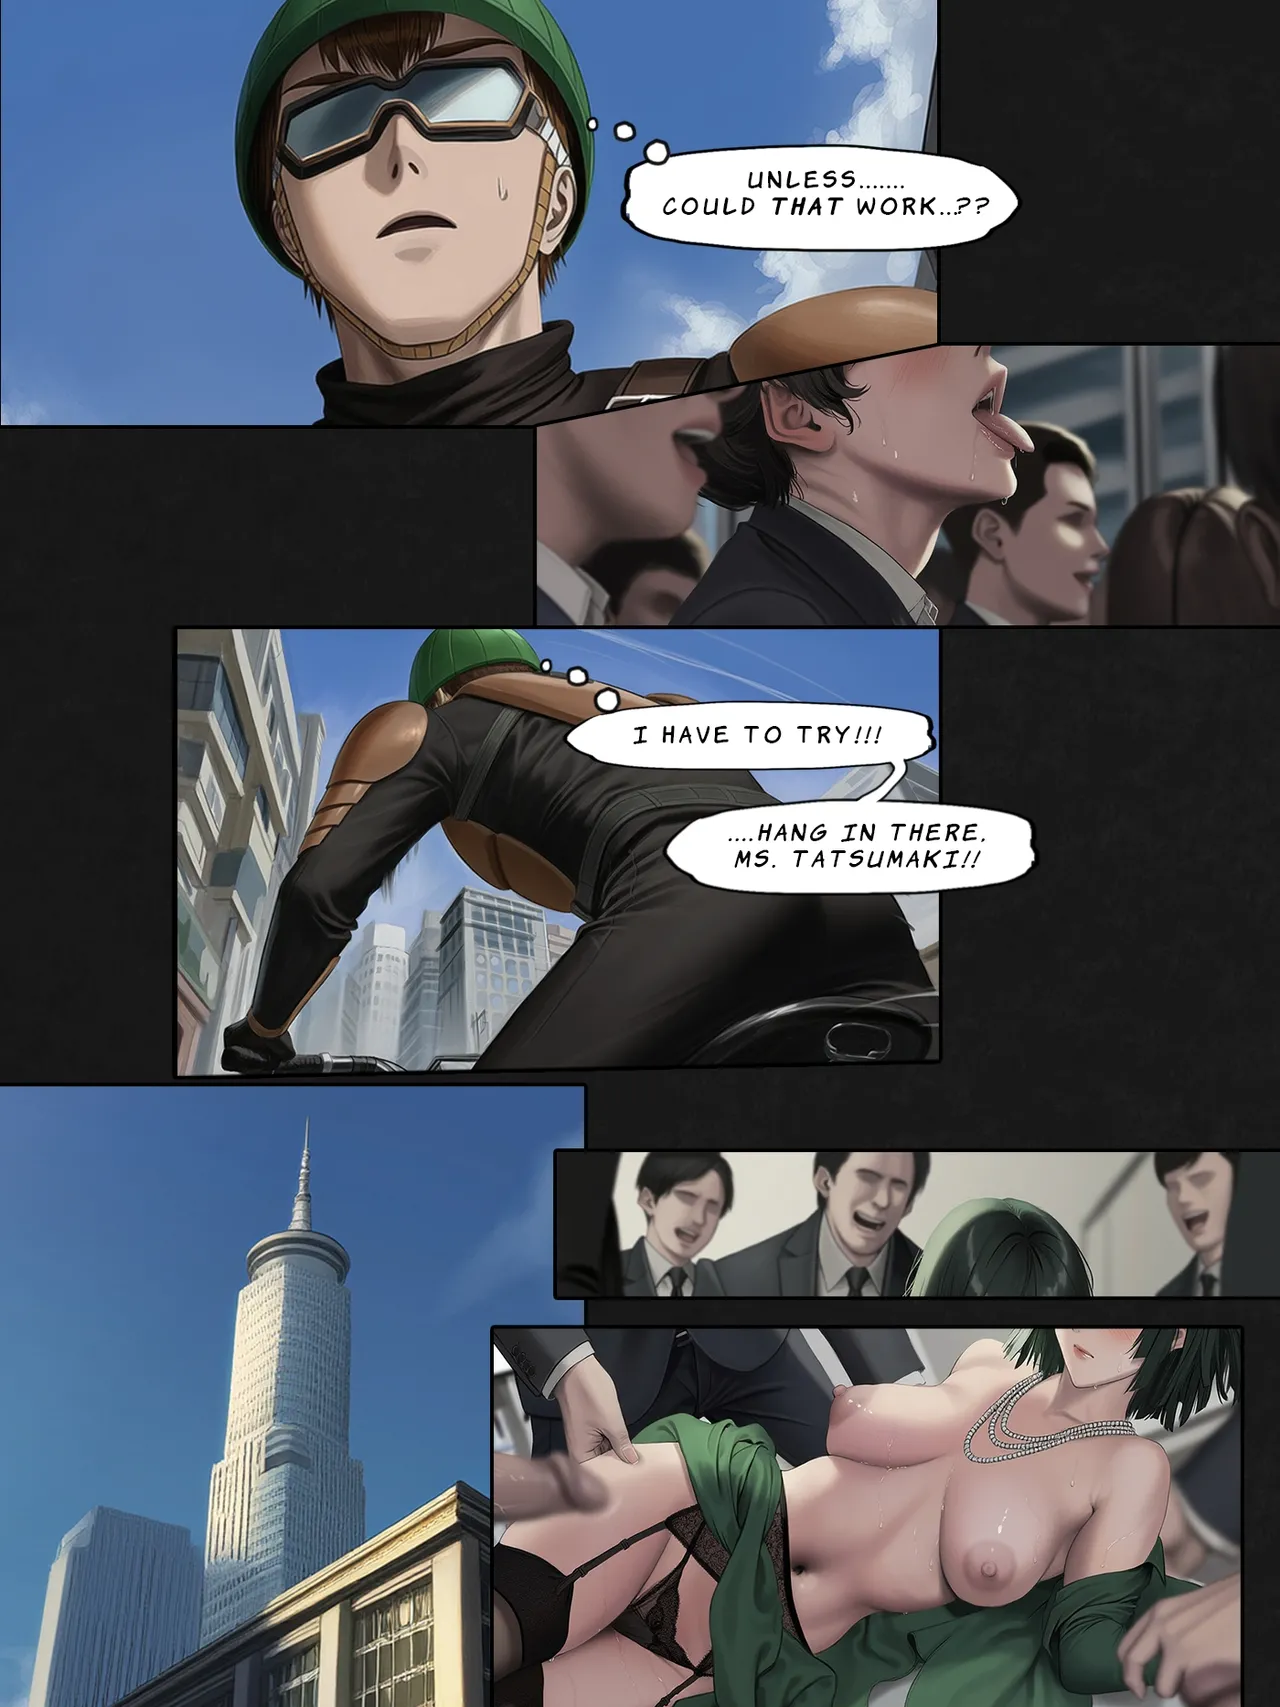 UNLESS.......
COULD THAT WORK...??
I HAVE TO TRY!!!
....HANG IN THERE,
MS. TATSUMAKI!!